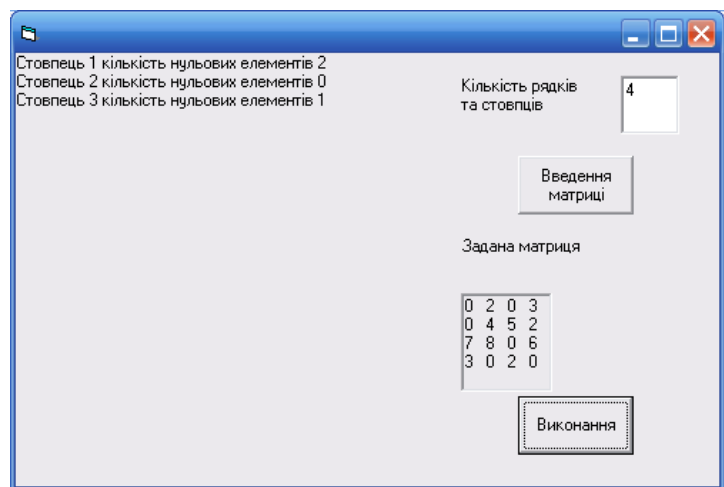 Стовпець 1 кількість нульових елементів 2
Стовпець 2 кількість нульових елементів 0
Стовпець 3 кількість нульових елементів 1
Кількість рядків
та стовпців
4
Введення
матриці
Задана матриця
0 2 0 3
0 4 5 2
7 8 0 6
3 0 2 0
Виконання